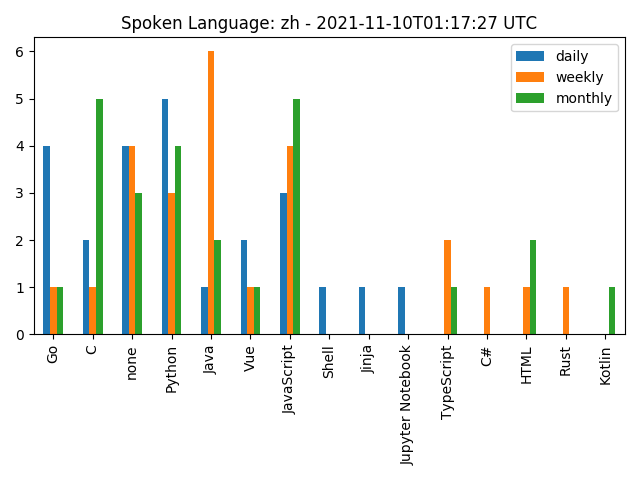 Spoken Language: zh - 2021-11-10T01:17:27 UTC
daily
weekly
monthly
6
5
4
3
2
1
0
Go
C
none
Python
Java
Vue
JavaScript
Shell
Jinja
Jupyter Notebook
TypeScript
C#
HTML
Rust
Kotlin